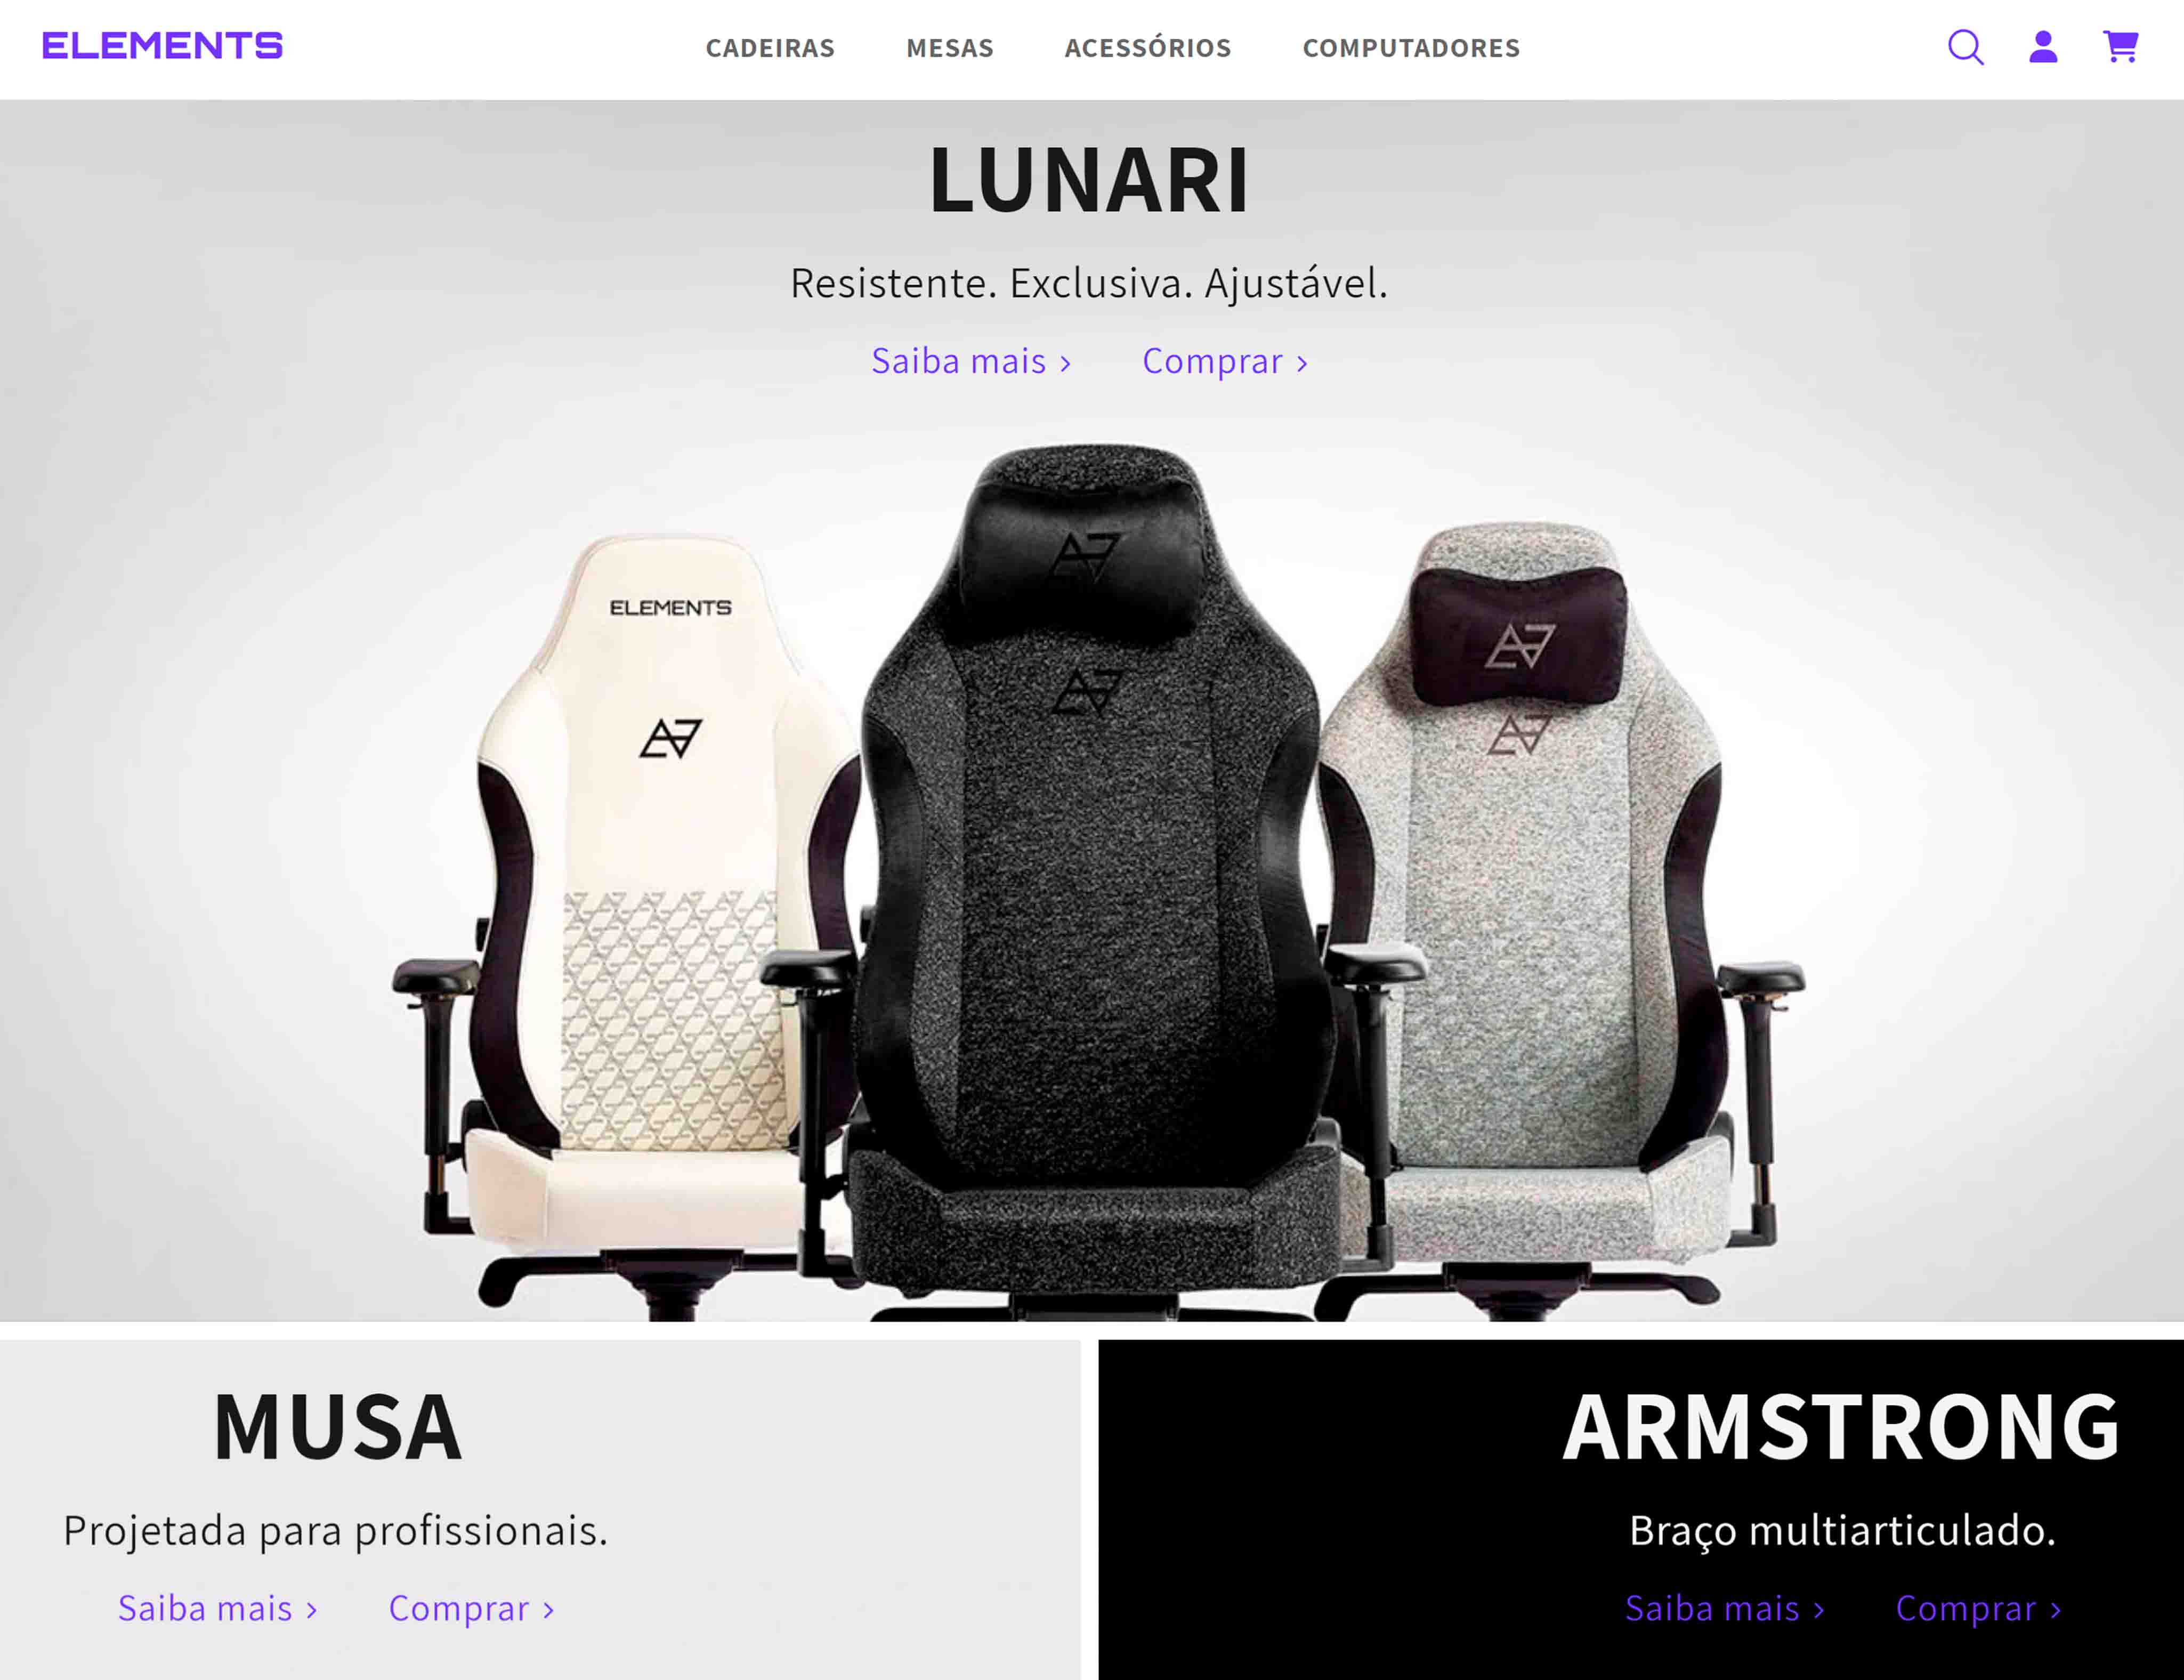 ELEMENTS
CADEIRAS MESAS ACESSÓRIOS COMPUTADORES
LUNARI
Resistente. Exclusiva. Ajustável.
Saiba mais › Comprar ›
ELEMENTS
MUSA
Projetada para profissionais.
Saiba mais › Comprar ›
ARMSTRONG
Braço multiarticulado.
Saiba mais › Comprar ›